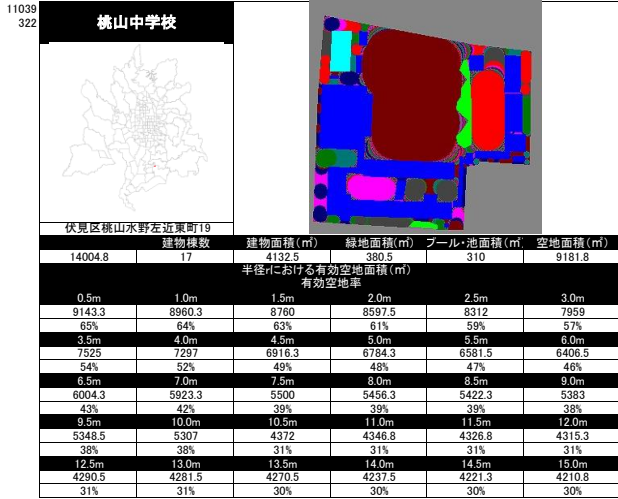 11039
322
桃山中学校
伏見区桃山水野左近東町19
建物棟数 建物面積(㎡) 緑地面積(㎡) プール・池面積(㎡ 空地面積(㎡)
14004.8 17 4132.5 380.5 310 9181.8
半径rにおける有効空地面積(㎡)
有効空地率
0.5m 1.0m 1.5m 2.0m 2.5m 3.0m
9143.3 8960.3 8760 8597.5 8312 7959
65% 64% 63% 61% 59% 57%
3.5m 4.0m 4.5m 5.0m 5.5m 6.0m
7525 7297 6916.3 6784.3 6581.5 6406.5
54% 52% 49% 48% 47% 46%
6.5m 7.0m 7.5m 8.0m 8.5m 9.0m
6004.3 5923.3 5500 5456.3 5422.3 5383
43% 42% 39% 39% 39% 38%
9.5m 10.0m 10.5m 11.0m 11.5m 12.0m
5348.5 5307 4372 4346.8 4326.8 4315.3
38% 38% 31% 31% 31% 31%
12.5m 13.0m 13.5m 14.0m 14.5m 15.0m
4290.5 4281.5 4270.5 4237.5 4221.3 4210.8
31% 31% 30% 30% 30% 30%